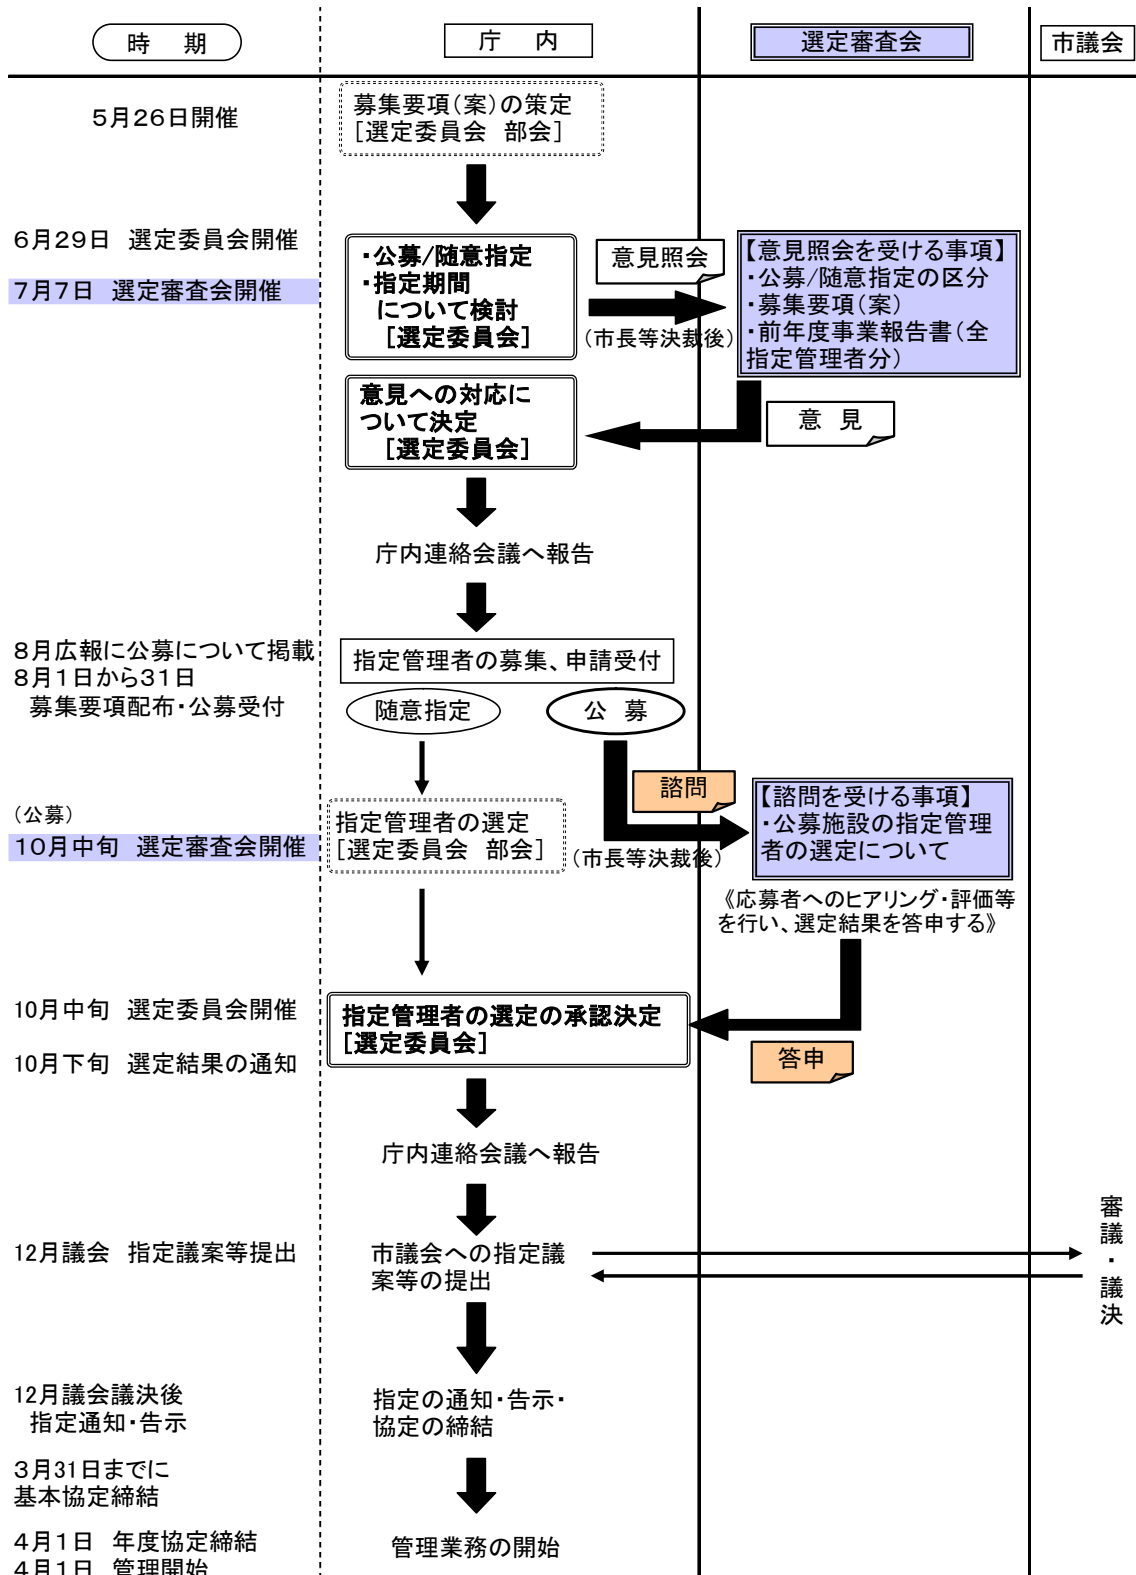 時　期
庁　内
選定審査会
市議会
５月２６日開催
募集要項（案）の策定
［選定委員会　部会］
６月２９日　選定委員会開催
７月７日　選定審査会開催
・公募/随意指定
・指定期間
について検討
［選定委員会］
意見照会
（市長等決裁後）
【意見照会を受ける事項】
・公募/随意指定の区分
・募集要項（案）
・前年度事業報告書（全
指定管理者分）
意見への対応に
ついて決定
［選定委員会］
意　見
庁内連絡会議へ報告
８月広報に公募について掲載
８月１日から３１日
募集要項配布・公募受付
指定管理者の募集、申請受付
随意指定
公　募
諮問
（公募）
１０月中旬　選定審査会開催
指定管理者の選定
［選定委員会　部会］
（市長等決裁後）
【諮問を受ける事項】
・公募施設の指定管理
者の選定について
《応募者へのヒアリング・評価等
を行い、選定結果を答申する》
10月中旬　選定委員会開催
指定管理者の選定の承認決定
［選定委員会］
10月下旬　選定結果の通知
答申
庁内連絡会議へ報告
12月議会　指定議案等提出
市議会への指定議
案等の提出
審議・議決
12月議会議決後
指定通知・告示
指定の通知・告示・
協定の締結
３月31日までに
基本協定締結
４月１日　年度協定締結
４月１日　管理開始
管理業務の開始